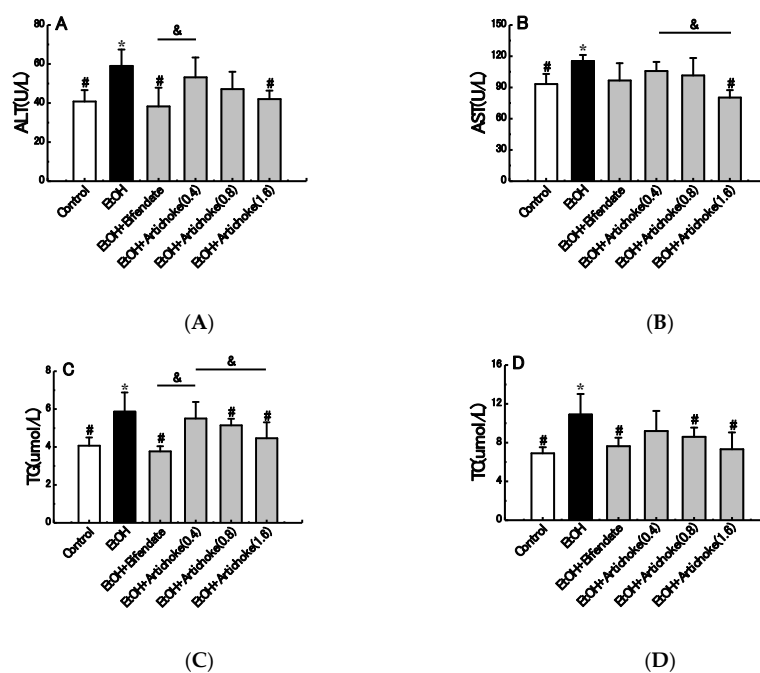 A
&
*
#
#
#
80
60
40
20
0
ALT(U/L)
Control
EtOH
EtOH+Bifendate
EtOH+Artichoke(0.4)
EtOH+Artichoke(0.8)
EtOH+Artichoke(1.6)
(A)
B
&
*
#
#
150
120
90
60
30
0
AST(U/L)
Control
EtOH
EtOH+Bifendate
EtOH+Artichoke(0.4)
EtOH+Artichoke(0.8)
EtOH+Artichoke(1.6)
(B)
C
&
&
*
#
#
#
#
8
6
4
2
0
TG(umol/L)
Control
EtOH
EtOH+Bifendate
EtOH+Artichoke(0.4)
EtOH+Artichoke(0.8)
EtOH+Artichoke(1.6)
(C)
D
*
#
#
#
#
16
12
8
4
0
TC(umol/L)
Control
EtOH
EtOH+Bifendate
EtOH+Artichoke(0.4)
EtOH+Artichoke(0.8)
EtOH+Artichoke(1.6)
(D)